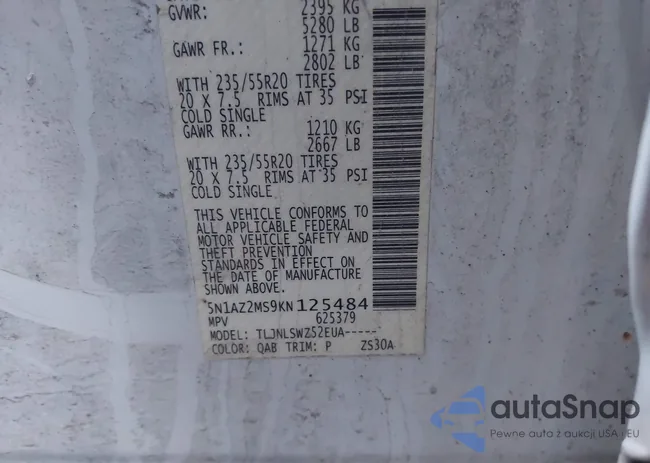 GVWR: 2395 KG
5280 LB
GAWR FR.: 1271 KG
2802 LB
WITH 235/55R20 TIRES
20 X 7.5 RIMS AT 35 PSI
COLD SINGLE
GAWR RR.: 1210 KG
2667 LB
WITH 235/55R20 TIRES
20 X 7.5 RIMS AT 35 PSI
COLD SINGLE
THIS VEHICLE CONFORMS TO
ALL APPLICABLE FEDERAL
MOTOR VEHICLE SAFETY AND
THEFT PREVENTION
STANDARDS IN EFFECT ON
THE DATE OF MANUFACTURE
SHOWN ABOVE.
5N1AZ2MS9KN125484
MPV 625379
MODEL: TLJNLSWZ52EUA-----
COLOR: QAB TRIM: P ZS30A
autaSnap
Pewne auta z aukcji USA i EU